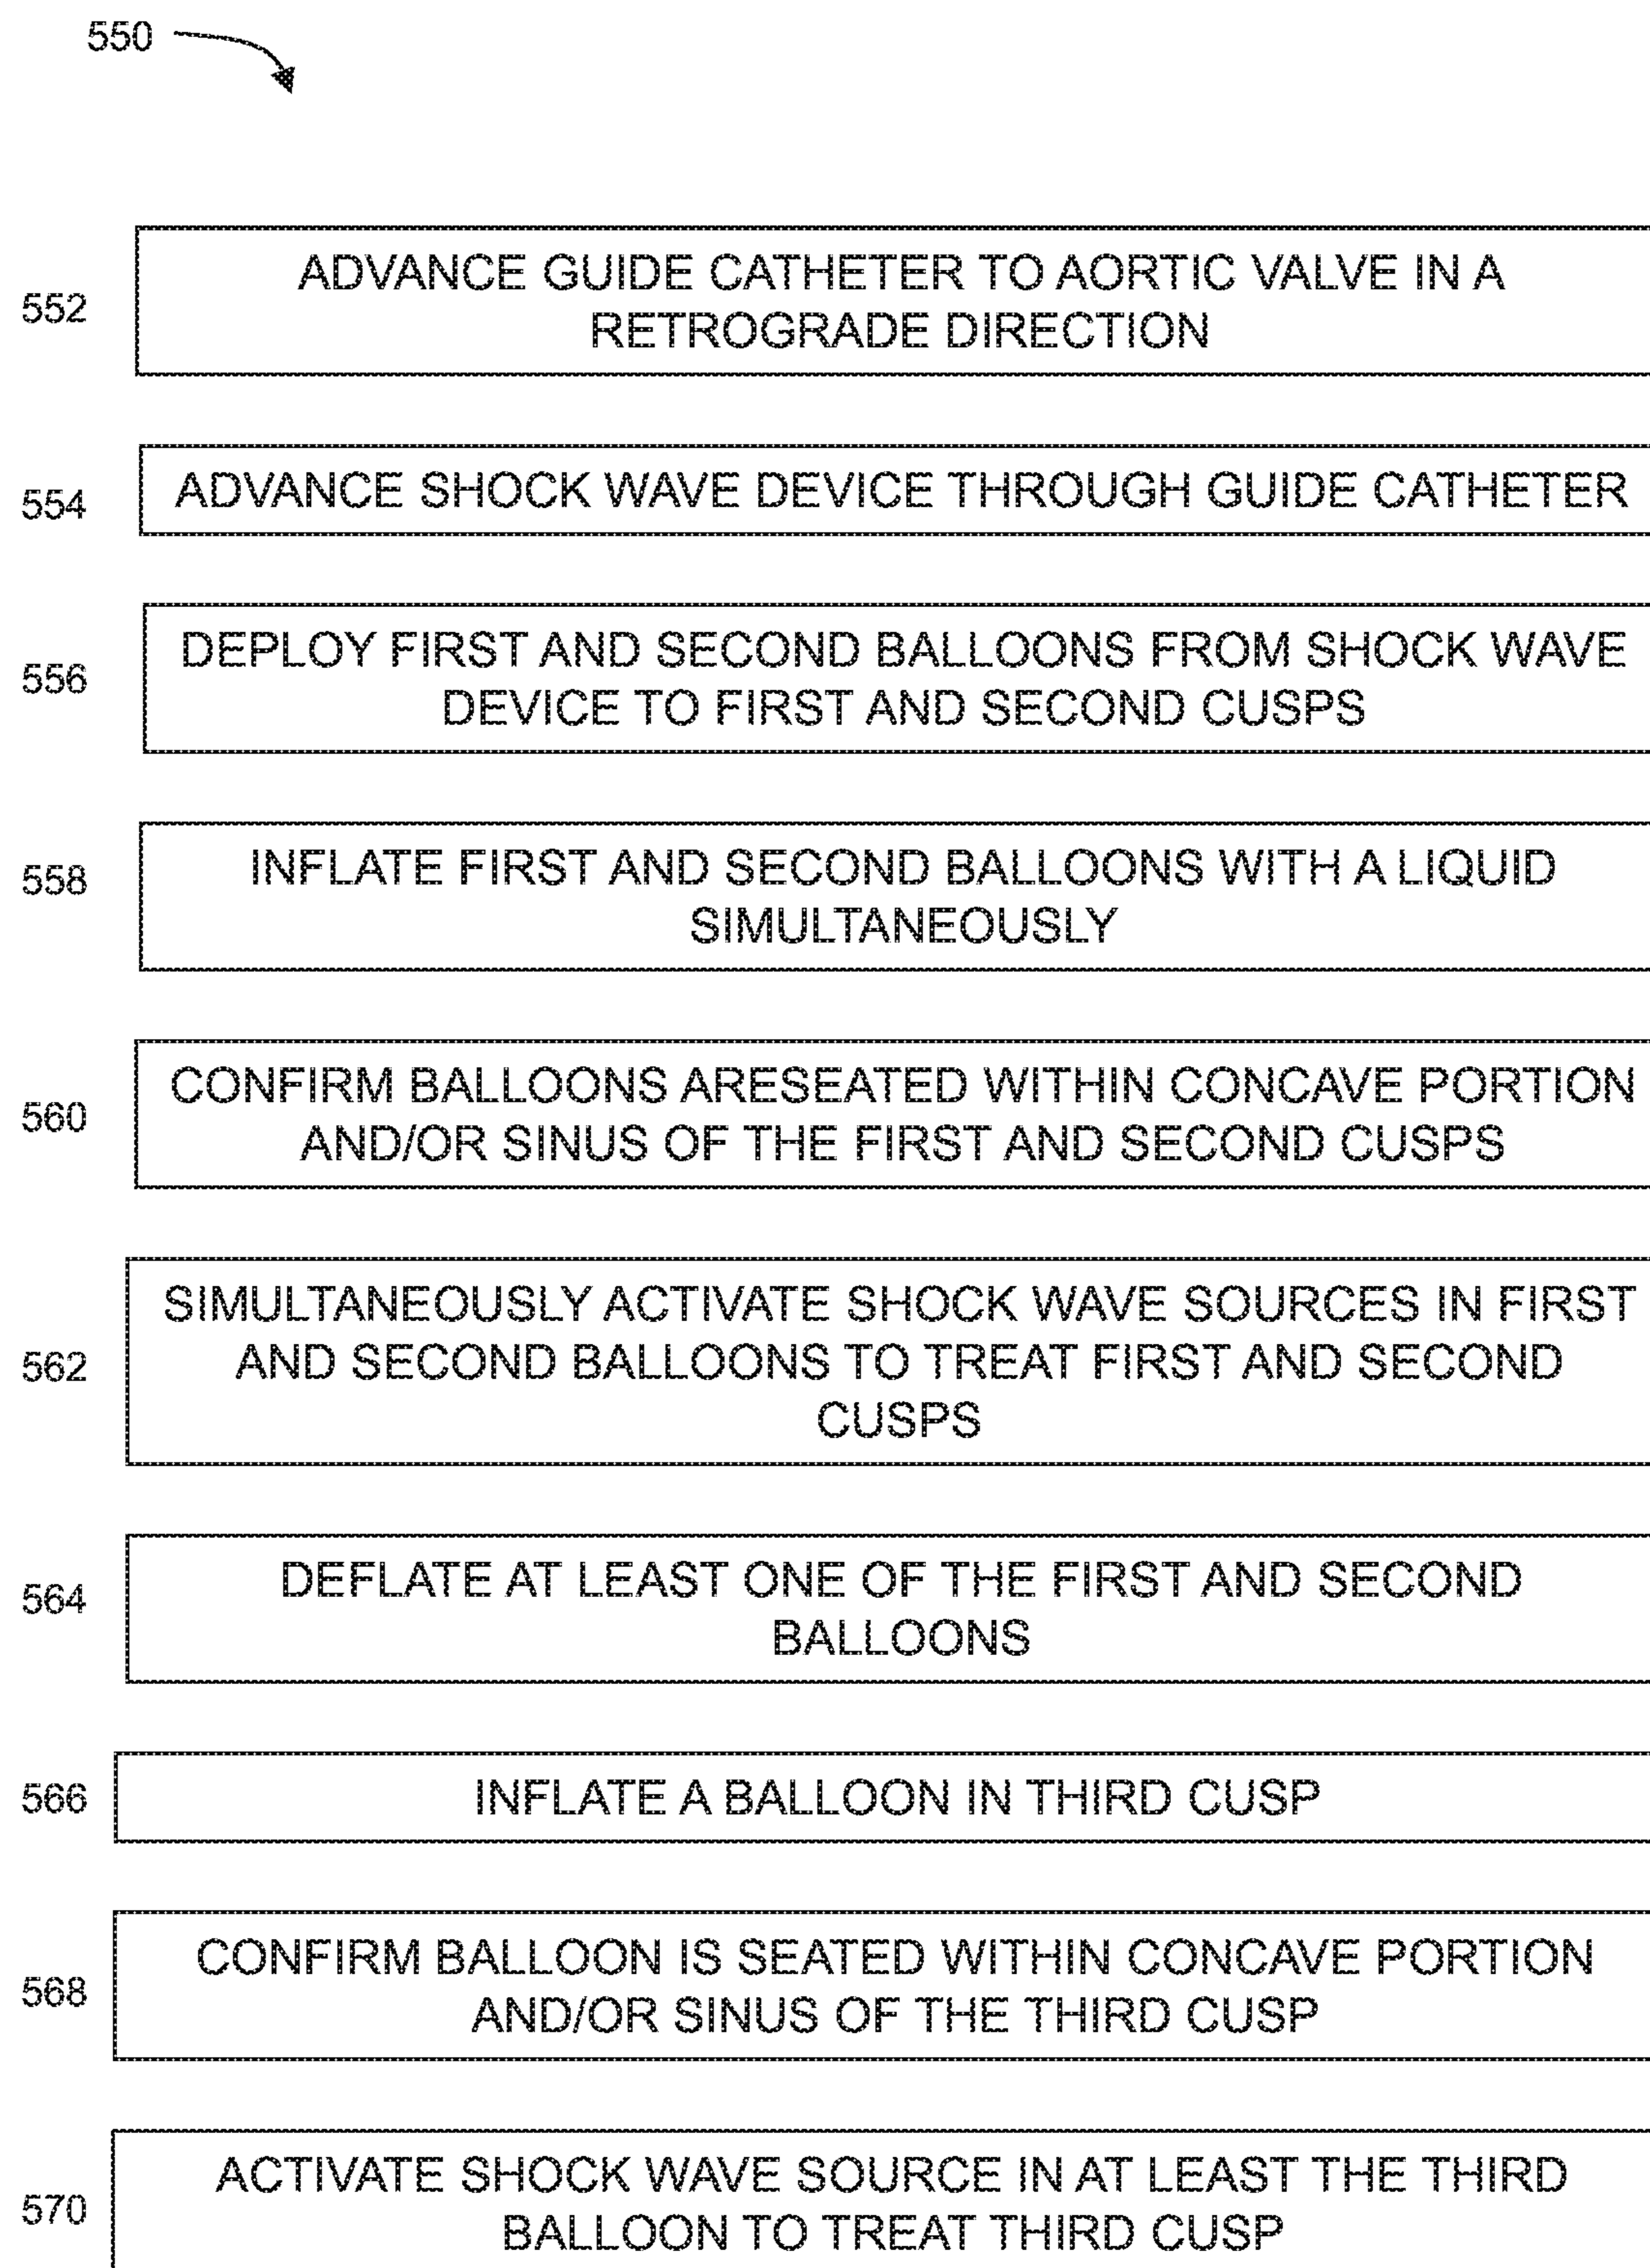 550
552
ADVANCE GUIDE CATHETER TO AORTIC VALVE IN A
RETROGRADE DIRECTION
554
ADVANCE SHOCK WAVE DEVICE THROUGH GUIDE CATHETER
556
DEPLOY FIRST AND SECOND BALLOONS FROM SHOCK WAVE
DEVICE TO FIRST AND SECOND CUSPS
558
INFLATE FIRST AND SECOND BALLOONS WITH A LIQUID
SIMULTANEOUSLY
560
CONFIRM BALLOONS ARESEATED WITHIN CONCAVE PORTION
AND/OR SINUS OF THE FIRST AND SECOND CUSPS
562
SIMULTANEOUSLY ACTIVATE SHOCK WAVE SOURCES IN FIRST
AND SECOND BALLOONS TO TREAT FIRST AND SECOND
CUSPS
564
DEFLATE AT LEAST ONE OF THE FIRST AND SECOND
BALLOONS
566
INFLATE A BALLOON IN THIRD CUSP
568
CONFIRM BALLOON IS SEATED WITHIN CONCAVE PORTION
AND/OR SINUS OF THE THIRD CUSP
570
ACTIVATE SHOCK WAVE SOURCE IN AT LEAST THE THIRD
BALLOON TO TREAT THIRD CUSP